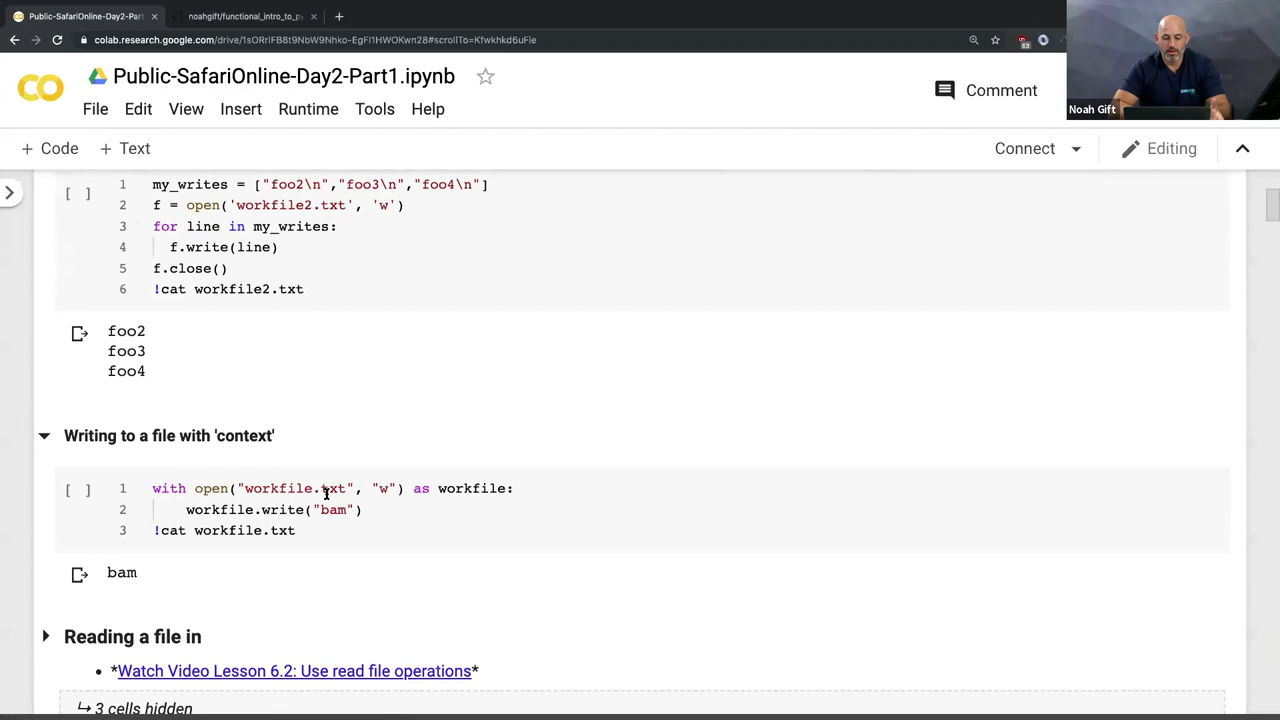 Public-SafariOnline-Day2-Part
noahgift/functional_intro_to_py
colab.research.google.com/drive/1sORrIFB8t9NbW9Nhko-EgFI1HWOKwn28#scrollTo=Kfwkhkd6uFie
63
Public-SafariOnline-Day2-Part1.ipynb
File Edit View Insert Runtime Tools Help
Comment
Noah Gift
+ Code + Text
Connect
Editing
[ ]
1 my_writes = ["foo2\n","foo3\n","foo4\n"]
2 f = open('workfile2.txt', 'w')
3 for line in my_writes:
4 f.write(line)
5 f.close()
6 !cat workfile2.txt
foo2
foo3
foo4
Writing to a file with 'context'
[ ]
1 with open("workfile.txt", "w") as workfile:
2 workfile.write("bam")
3 !cat workfile.txt
bam
Reading a file in
• *Watch Video Lesson 6.2: Use read file operations*
↳ 3 cells hidden